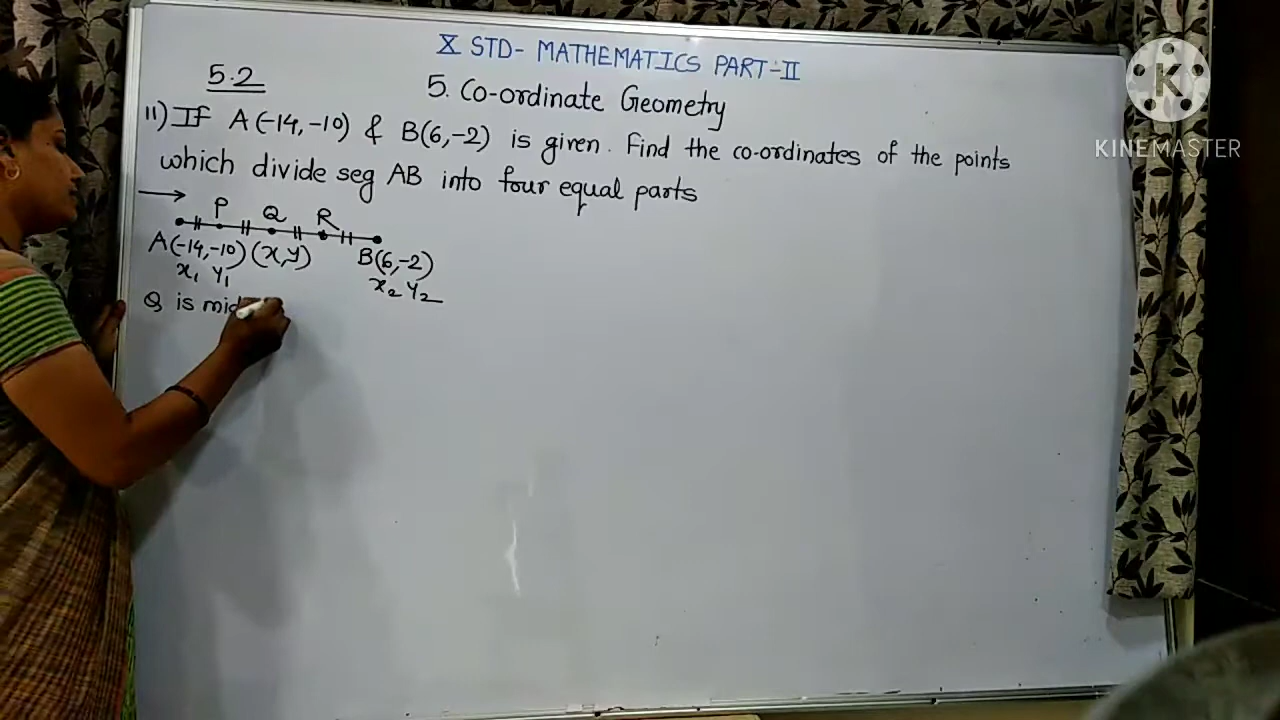 X STD- MATHEMATICS PART-II
5.2
5. Co-ordinate Geometry
11) If A(-14, -10) & B(6, -2) is given. Find the co-ordinates of the points
which divide seg AB into four equal parts
→
P Q R
A(-14, -10) (x, y) B(6, -2)
x₁ y₁ x₂ y₂
Q is mid
K
KINEMASTER